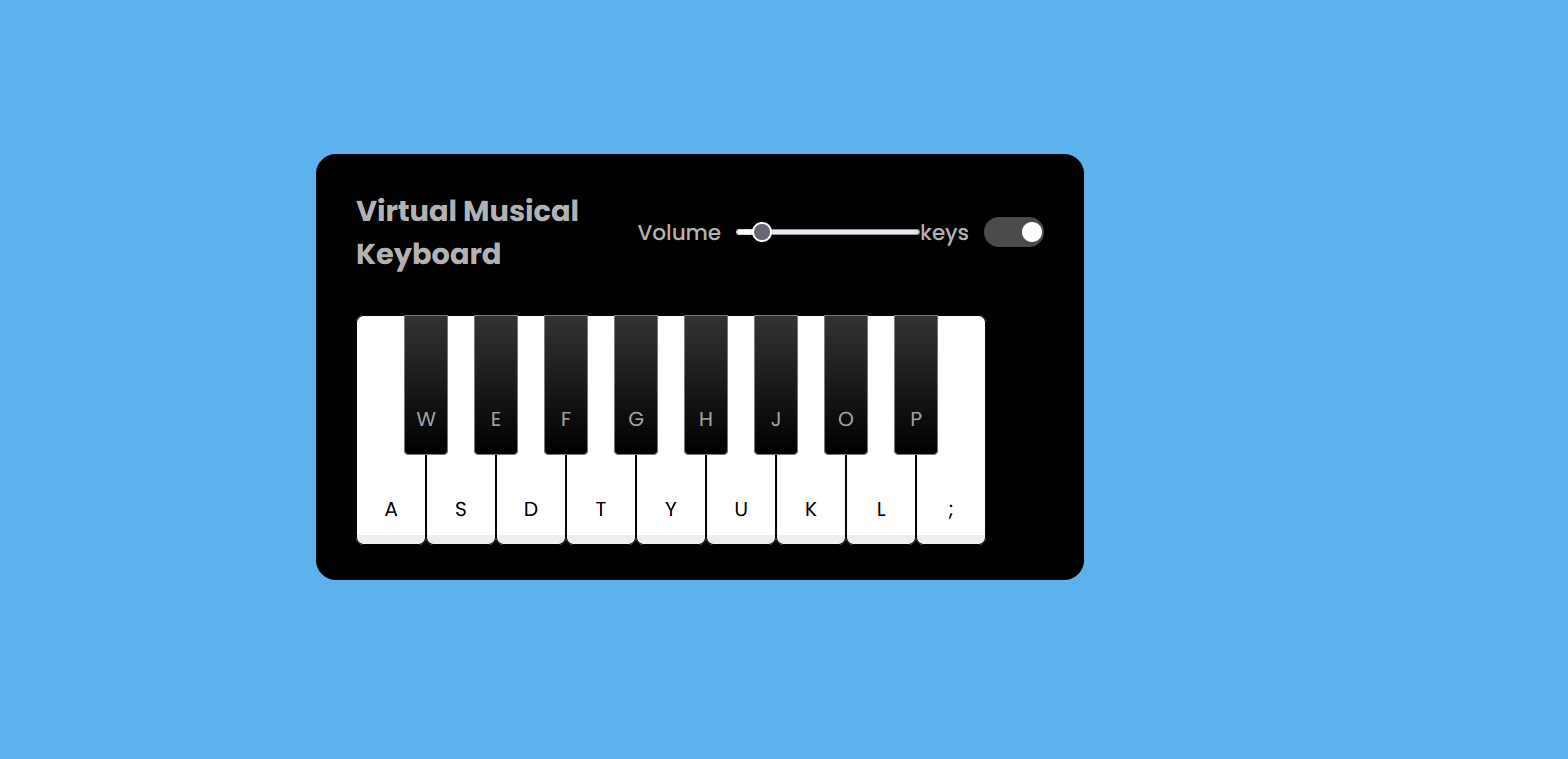 Virtual Musical
Keyboard
Volume
keys
W E F G H J O P
A S D T Y U K L ;